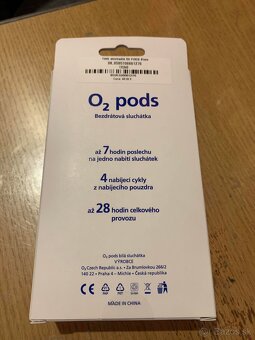 O₂ pods
Bezdrátová sluchátka
až 7 hodin poslechu
na jedno nabití sluchátek
4 nabíjecí cykly
z nabíjecího pouzdra
až 28 hodin celkového
provozu
O₂ pods bílá sluchátka
VÝROBCE
O₂ Czech Republic a.s. • Za Brumlovkou 266/2
140 22 • Praha 4 – Michle • Česká republika
MADE IN CHINA